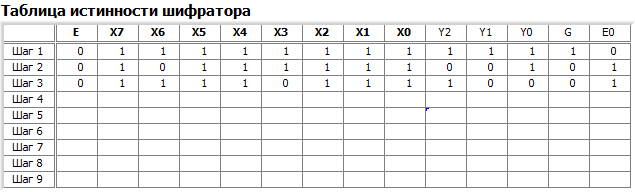 Таблица истинности шифратора
E X7 X6 X5 X4 X3 X2 X1 X0 Y2 Y1 Y0 G E0
Шаг 1 0 1 1 1 1 1 1 1 1 1 1 1 1 0
Шаг 2 0 1 0 1 1 1 1 1 1 0 0 1 0 1
Шаг 3 0 1 1 1 1 0 1 1 1 1 0 0 0 1
Шаг 4
Шаг 5
Шаг 6
Шаг 7
Шаг 8
Шаг 9